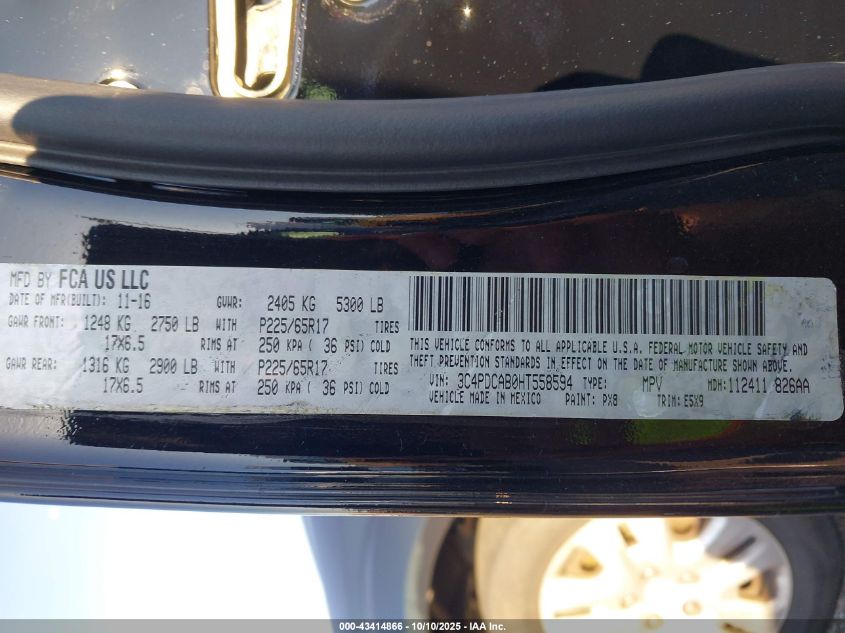 MFD BY FCA US LLC
DATE OF MFR(BUILT): 11-16 GVWR: 2405 KG 5300 LB
GAWR FRONT: 1248 KG 2750 LB WITH P225/65R17 TIRES
17X6.5 RIMS AT 250 KPA ( 36 PSI) COLD
GAWR REAR: 1316 KG 2900 LB WITH P225/65R17 TIRES
17X6.5 RIMS AT 250 KPA ( 36 PSI) COLD
THIS VEHICLE CONFORMS TO ALL APPLICABLE U.S.A. FEDERAL MOTOR VEHICLE SAFETY AND
THEFT PREVENTION STANDARDS IN EFFECT ON THE DATE OF MANUFACTURE SHOWN ABOVE.
VIN: 3C4PDCAB0HT558594 TYPE: MPV MDH: 112411 826AA
VEHICLE MADE IN MEXICO PAINT: PX8 TRIM: E5X9
000-43414866 - 10/10/2025 - IAA Inc.